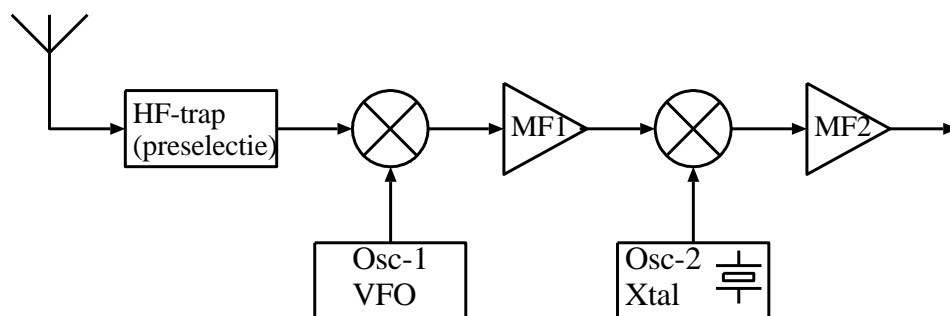 HF-trap
(preselectie)
MF1
MF2
Osc-1
VFO
Osc-2
Xtal